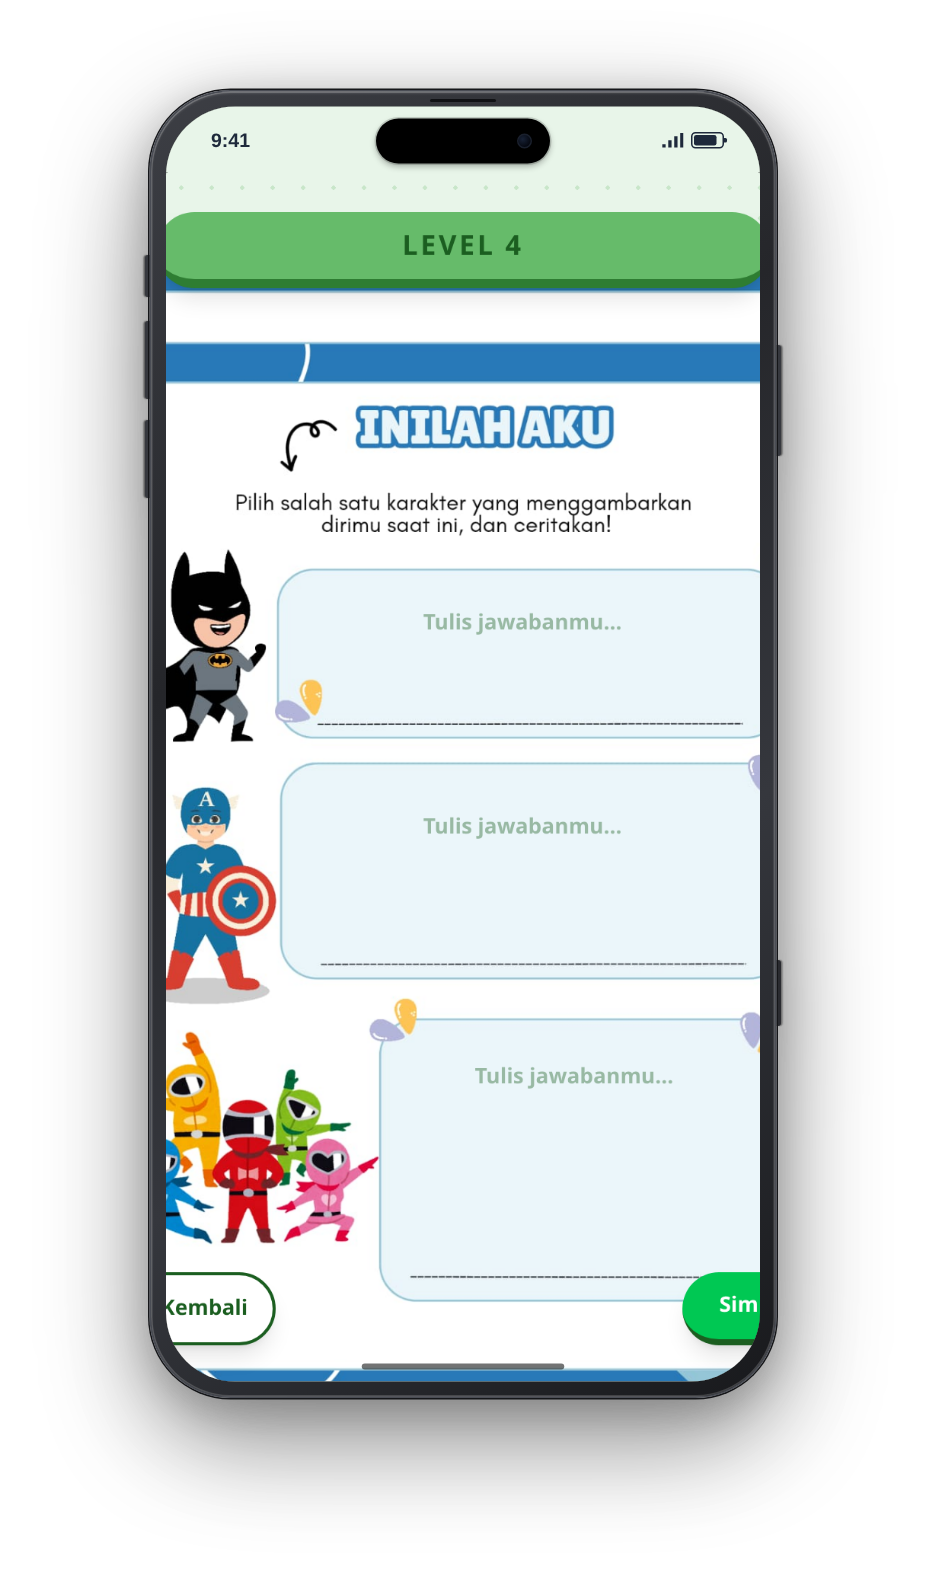 9:41
LEVEL 4
INILAH AKU
Pilih salah satu karakter yang menggambarkan
dirimu saat ini, dan ceritakan!
Tulis jawabanmu...
A
Tulis jawabanmu...
Tulis jawabanmu...
Kembali
Sim